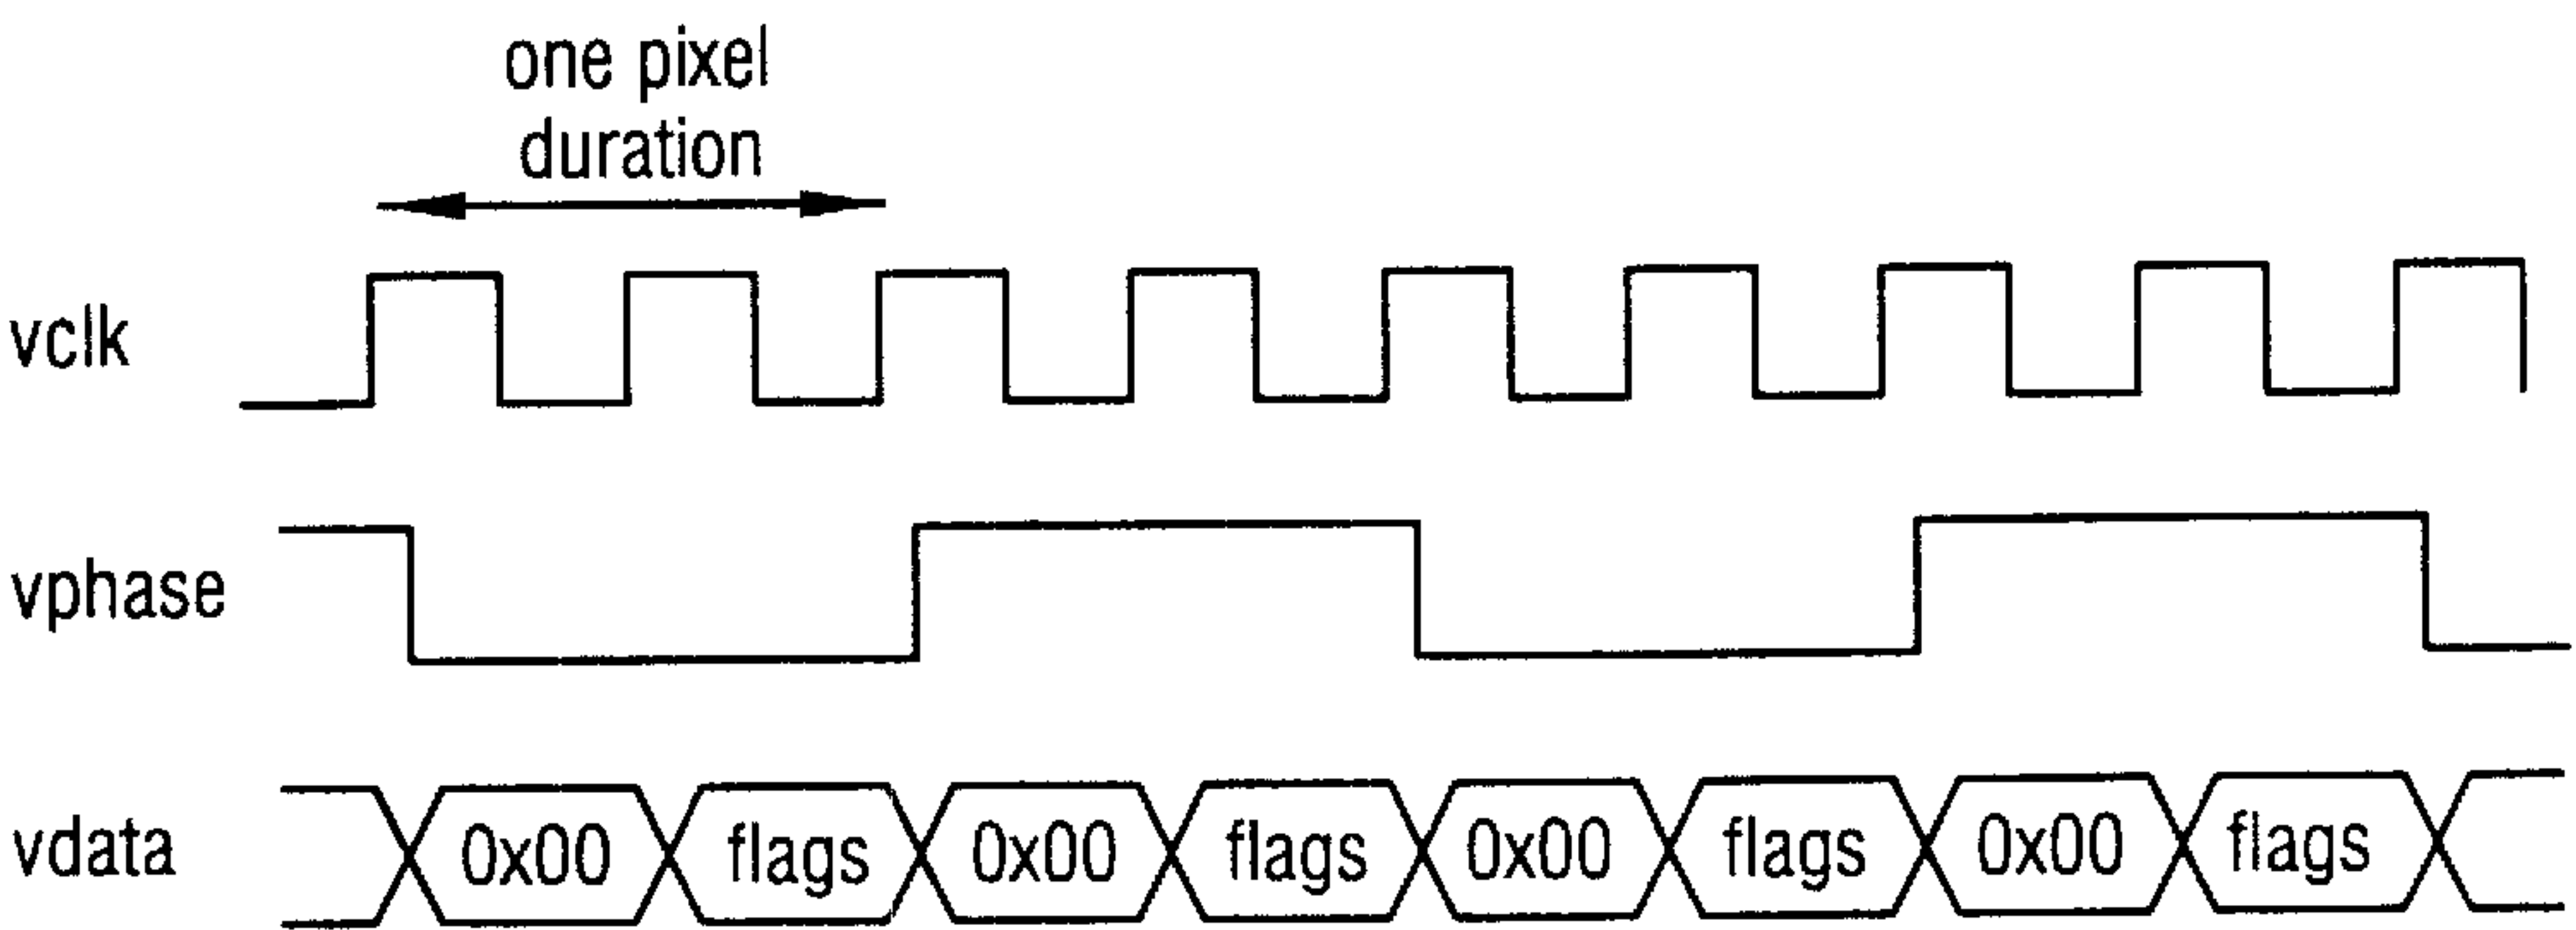 one pixel
duration
vclk
vphase
vdata 0x00 flags 0x00 flags 0x00 flags 0x00 flags